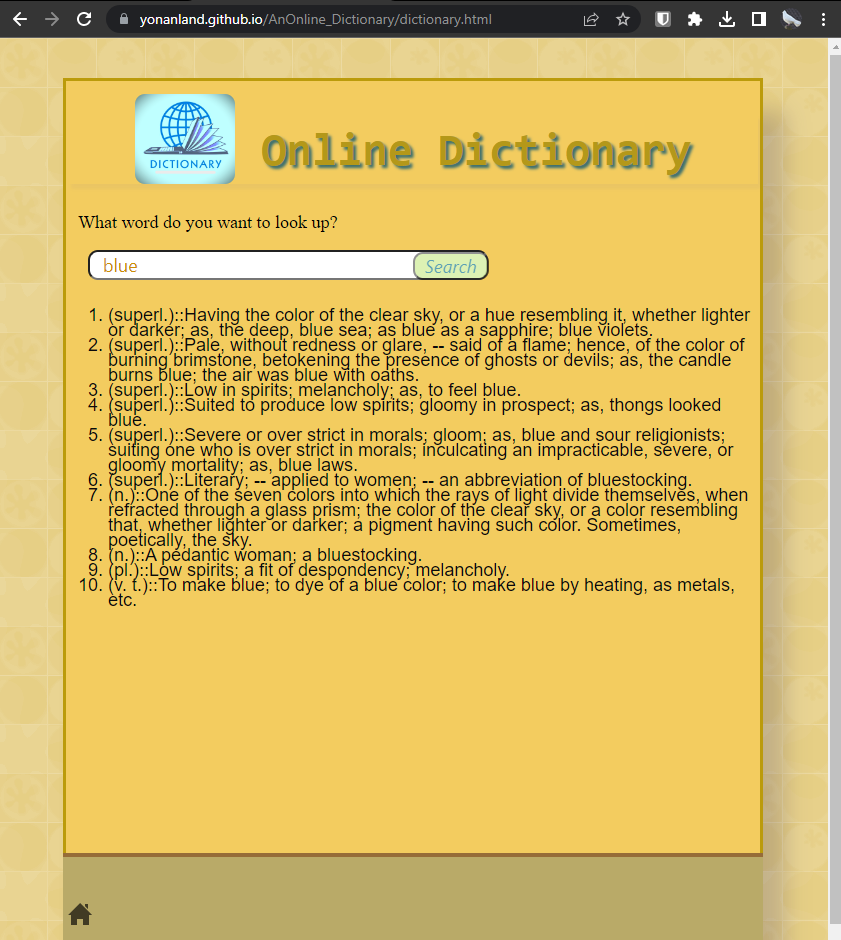 yonanland.github.io/AnOnline_Dictionary/dictionary.html
DICTIONARY
Online Dictionary
What word do you want to look up?
blue
Search
1. (superl.)::Having the color of the clear sky, or a hue resembling it, whether lighter
or darker; as, the deep, blue sea; as blue as a sapphire; blue violets.
2. (superl.)::Pale, without redness or glare, -- said of a flame; hence, of the color of
burning brimstone, betokening the presence of ghosts or devils; as, the candle
burns blue; the air was blue with oaths.
3. (superl.)::Low in spirits; melancholy; as, to feel blue.
4. (superl.)::Suited to produce low spirits; gloomy in prospect; as, thongs looked
blue.
5. (superl.)::Severe or over strict in morals; gloom; as, blue and sour religionists;
suiting one who is over strict in morals; inculcating an impracticable, severe, or
gloomy mortality; as, blue laws.
6. (superl.)::Literary; -- applied to women; -- an abbreviation of bluestocking.
7. (n.)::One of the seven colors into which the rays of light divide themselves, when
refracted through a glass prism; the color of the clear sky, or a color resembling
that, whether lighter or darker; a pigment having such color. Sometimes,
poetically, the sky.
8. (n.)::A pedantic woman; a bluestocking.
9. (pl.)::Low spirits; a fit of despondency; melancholy.
10. (v. t.)::To make blue; to dye of a blue color; to make blue by heating, as metals,
etc.